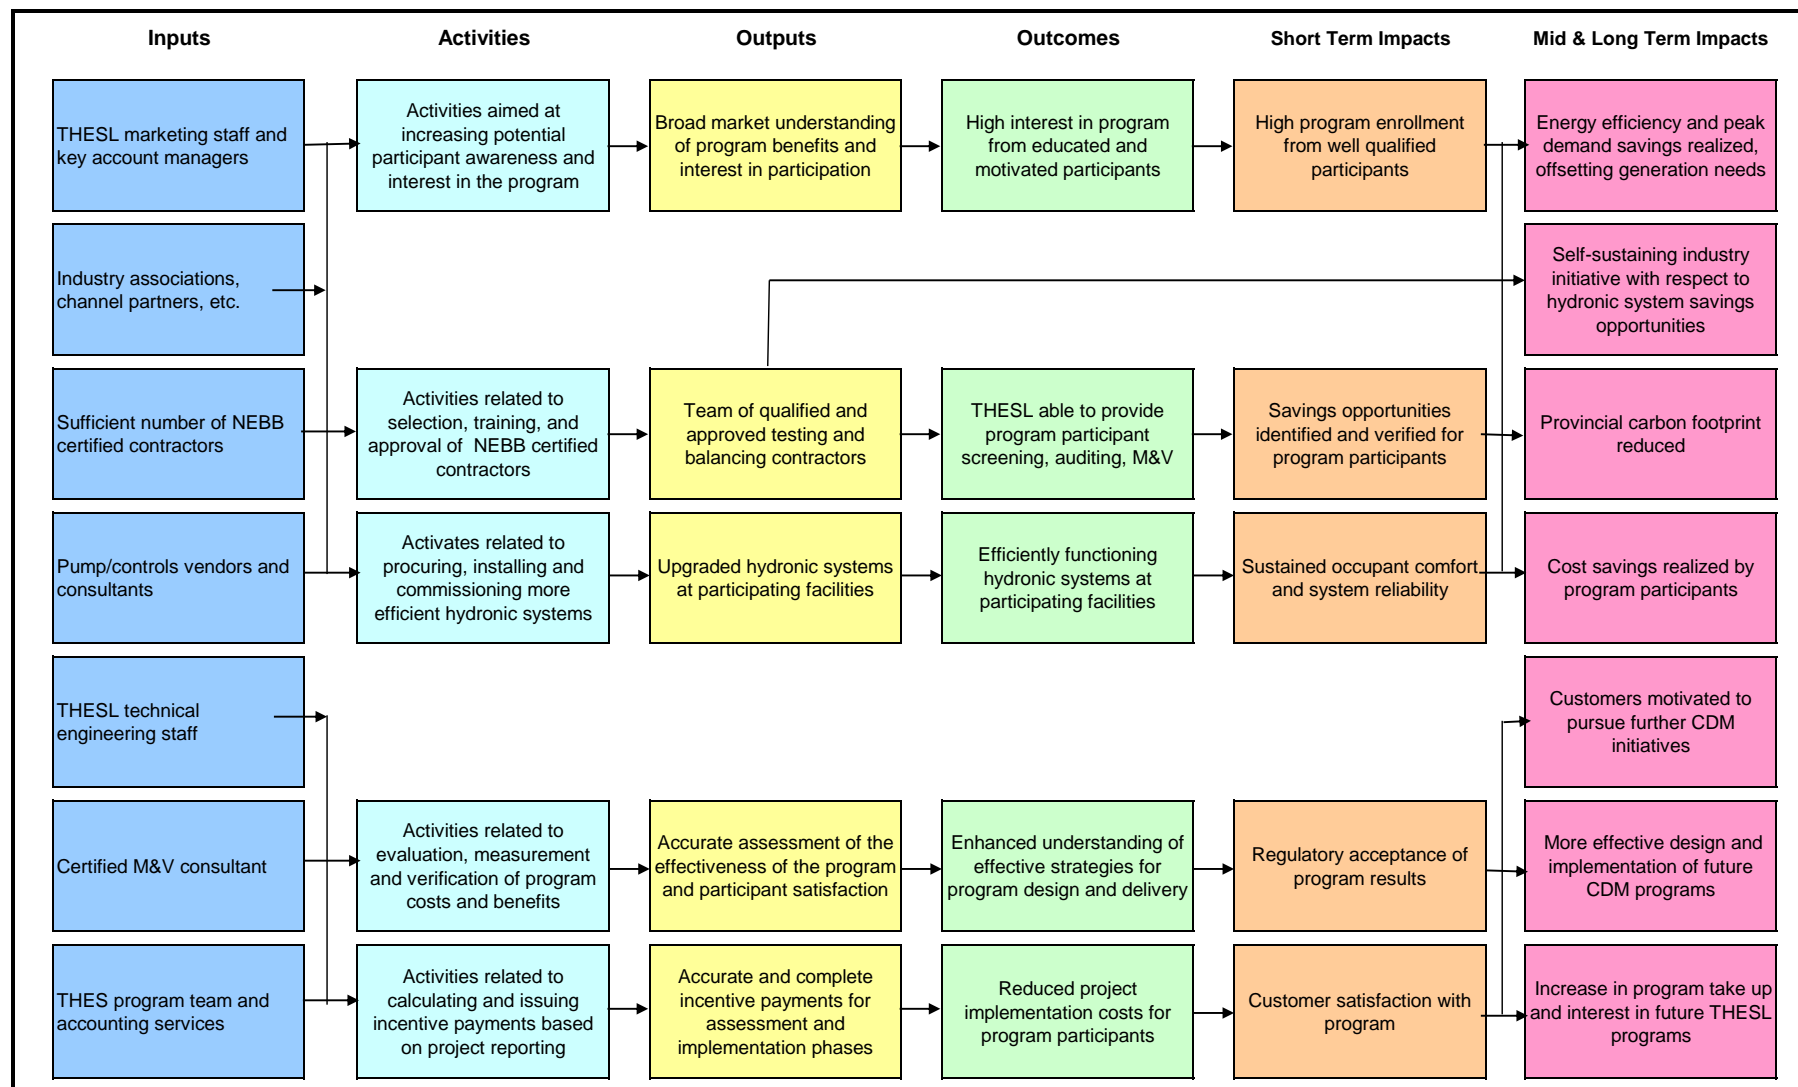 Inputs
Activities
Outputs
Outcomes
Short Term Impacts
Mid & Long Term Impacts
THESL marketing staff and
key account managers
Activities aimed at
increasing potential
participant awareness and
interest in the program
Broad market understanding
of program benefits and
interest in participation
High interest in program
from educated and
motivated participants
High program enrollment
from well qualified
participants
Energy efficiency and peak
demand savings realized,
offsetting generation needs
Industry associations,
channel partners, etc.
Self-sustaining industry
initiative with respect to
hydronic system savings
opportunities
Sufficient number of NEBB
certified contractors
Activities related to
selection, training, and
approval of  NEBB certified
contractors
Team of qualified and
approved testing and
balancing contractors
THESL able to provide
program participant
screening, auditing, M&V
Savings opportunities
identified and verified for
program participants
Provincial carbon footprint
reduced
Pump/controls vendors and
consultants
Activates related to
procuring, installing and
commissioning more
efficient hydronic systems
Upgraded hydronic systems
at participating facilities
Efficiently functioning
hydronic systems at
participating facilities
Sustained occupant comfort
and system reliability
Cost savings realized by
program participants
THESL technical
engineering staff
Customers motivated to
pursue further CDM
initiatives
Certified M&V consultant
Activities related to
evaluation, measurement
and verification of program
costs and benefits
Accurate assessment of the
effectiveness of the program
and participant satisfaction
Enhanced understanding of
effective strategies for
program design and delivery
Regulatory acceptance of
program results
More effective design and
implementation of future
CDM programs
THES program team and
accounting services
Activities related to
calculating and issuing
incentive payments based
on project reporting
Accurate and complete
incentive payments for
assessment and
implementation phases
Reduced project
implementation costs for
program participants
Customer satisfaction with
program
Increase in program take up
and interest in future THESL
programs